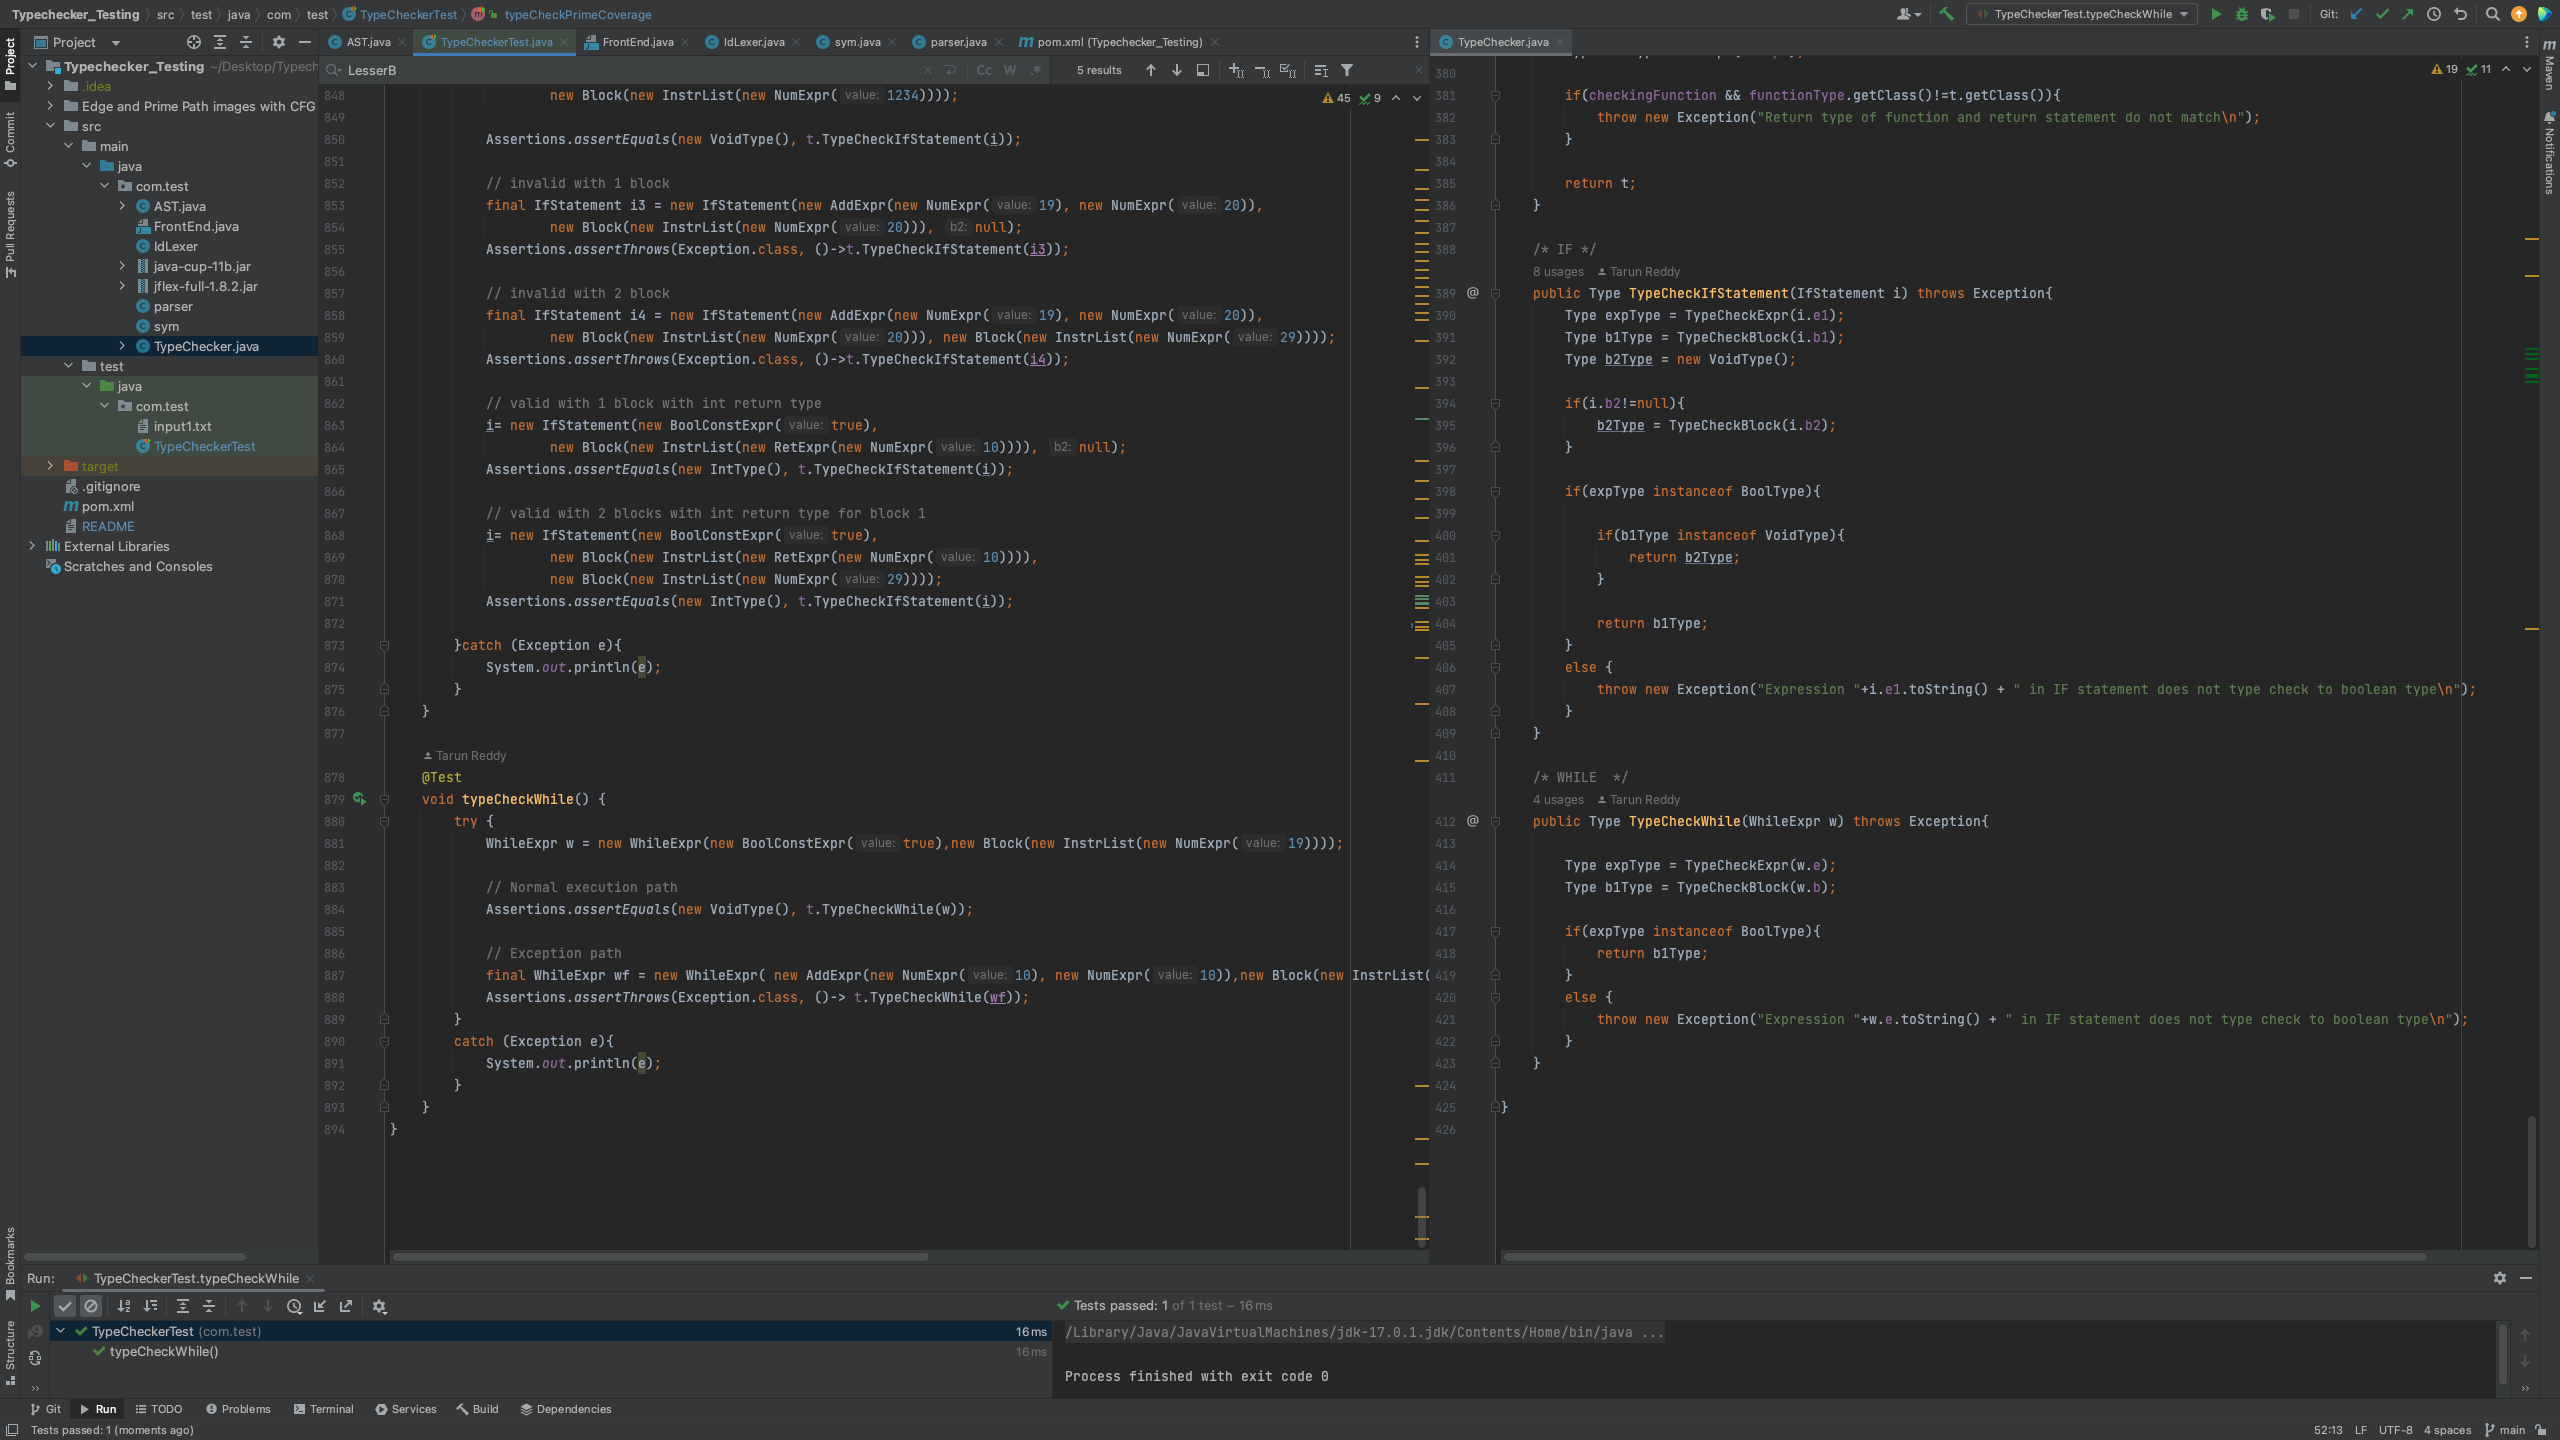 Typechecker_Testing src test java com test TypeCheckerTest typeCheckPrimeCoverage
TypeCheckerTest.typeCheckWhile Git:
Project
AST.java TypeCheckerTest.java FrontEnd.java IdLexer.java sym.java parser.java pom.xml (Typechecker_Testing) TypeChecker.java
LesserB Cc W .* 5 results
Project
Commit
Pull Requests
Bookmarks
Structure
Typechecker_Testing ~/Desktop/Typech
.idea
Edge and Prime Path images with CFG
src
main
java
com.test
AST.java
FrontEnd.java
IdLexer
java-cup-11b.jar
jflex-full-1.8.2.jar
parser
sym
TypeChecker.java
test
java
com.test
input1.txt
TypeCheckerTest
target
.gitignore
pom.xml
README
External Libraries
Scratches and Consoles
45 9
848 new Block(new InstrList(new NumExpr( value: 1234))));
849
850 Assertions.assertEquals(new VoidType(), t.TypeCheckIfStatement(i));
851
852 // invalid with 1 block
853 final IfStatement i3 = new IfStatement(new AddExpr(new NumExpr( value: 19), new NumExpr( value: 20)),
854 new Block(new InstrList(new NumExpr( value: 20))), b2: null);
855 Assertions.assertThrows(Exception.class, ()->t.TypeCheckIfStatement(i3));
856
857 // invalid with 2 block
858 final IfStatement i4 = new IfStatement(new AddExpr(new NumExpr( value: 19), new NumExpr( value: 20)),
859 new Block(new InstrList(new NumExpr( value: 20))), new Block(new InstrList(new NumExpr( value: 29))));
860 Assertions.assertThrows(Exception.class, ()->t.TypeCheckIfStatement(i4));
861
862 // valid with 1 block with int return type
863 i= new IfStatement(new BoolConstExpr( value: true),
864 new Block(new InstrList(new RetExpr(new NumExpr( value: 10)))), b2: null);
865 Assertions.assertEquals(new IntType(), t.TypeCheckIfStatement(i));
866
867 // valid with 2 blocks with int return type for block 1
868 i= new IfStatement(new BoolConstExpr( value: true),
869 new Block(new InstrList(new RetExpr(new NumExpr( value: 10)))),
870 new Block(new InstrList(new NumExpr( value: 29))));
871 Assertions.assertEquals(new IntType(), t.TypeCheckIfStatement(i));
872
873 }catch (Exception e){
874 System.out.println(e);
875 }
876 }
877
Tarun Reddy
878 @Test
879 void typeCheckWhile() {
880 try {
881 WhileExpr w = new WhileExpr(new BoolConstExpr( value: true),new Block(new InstrList(new NumExpr( value: 19))));
882
883 // Normal execution path
884 Assertions.assertEquals(new VoidType(), t.TypeCheckWhile(w));
885
886 // Exception path
887 final WhileExpr wf = new WhileExpr( new AddExpr(new NumExpr( value: 10), new NumExpr( value: 10)),new Block(new InstrList(
888 Assertions.assertThrows(Exception.class, ()-> t.TypeCheckWhile(wf));
889 }
890 catch (Exception e){
891 System.out.println(e);
892 }
893 }
894 }
19 11
380
381 if(checkingFunction && functionType.getClass()!=t.getClass()){
382 throw new Exception("Return type of function and return statement do not match\n");
383 }
384
385 return t;
386 }
387
388 /* IF */
8 usages Tarun Reddy
389 @ public Type TypeCheckIfStatement(IfStatement i) throws Exception{
390 Type expType = TypeCheckExpr(i.e1);
391 Type b1Type = TypeCheckBlock(i.b1);
392 Type b2Type = new VoidType();
393
394 if(i.b2!=null){
395 b2Type = TypeCheckBlock(i.b2);
396 }
397
398 if(expType instanceof BoolType){
399
400 if(b1Type instanceof VoidType){
401 return b2Type;
402 }
403
404 return b1Type;
405 }
406 else {
407 throw new Exception("Expression "+i.e1.toString() + " in IF statement does not type check to boolean type\n");
408 }
409 }
410
411 /* WHILE  */
4 usages Tarun Reddy
412 @ public Type TypeCheckWhile(WhileExpr w) throws Exception{
413
414 Type expType = TypeCheckExpr(w.e);
415 Type b1Type = TypeCheckBlock(w.b);
416
417 if(expType instanceof BoolType){
418 return b1Type;
419 }
420 else {
421 throw new Exception("Expression "+w.e.toString() + " in IF statement does not type check to boolean type\n");
422 }
423 }
424
425 }
426
Maven
Notifications
Run: TypeCheckerTest.typeCheckWhile
Tests passed: 1 of 1 test – 16 ms
TypeCheckerTest (com.test) 16 ms
typeCheckWhile() 16 ms
/Library/Java/JavaVirtualMachines/jdk-17.0.1.jdk/Contents/Home/bin/java ...
Process finished with exit code 0
Git Run TODO Problems Terminal Services Build Dependencies
Tests passed: 1 (moments ago) 52:13 LF UTF-8 4 spaces main